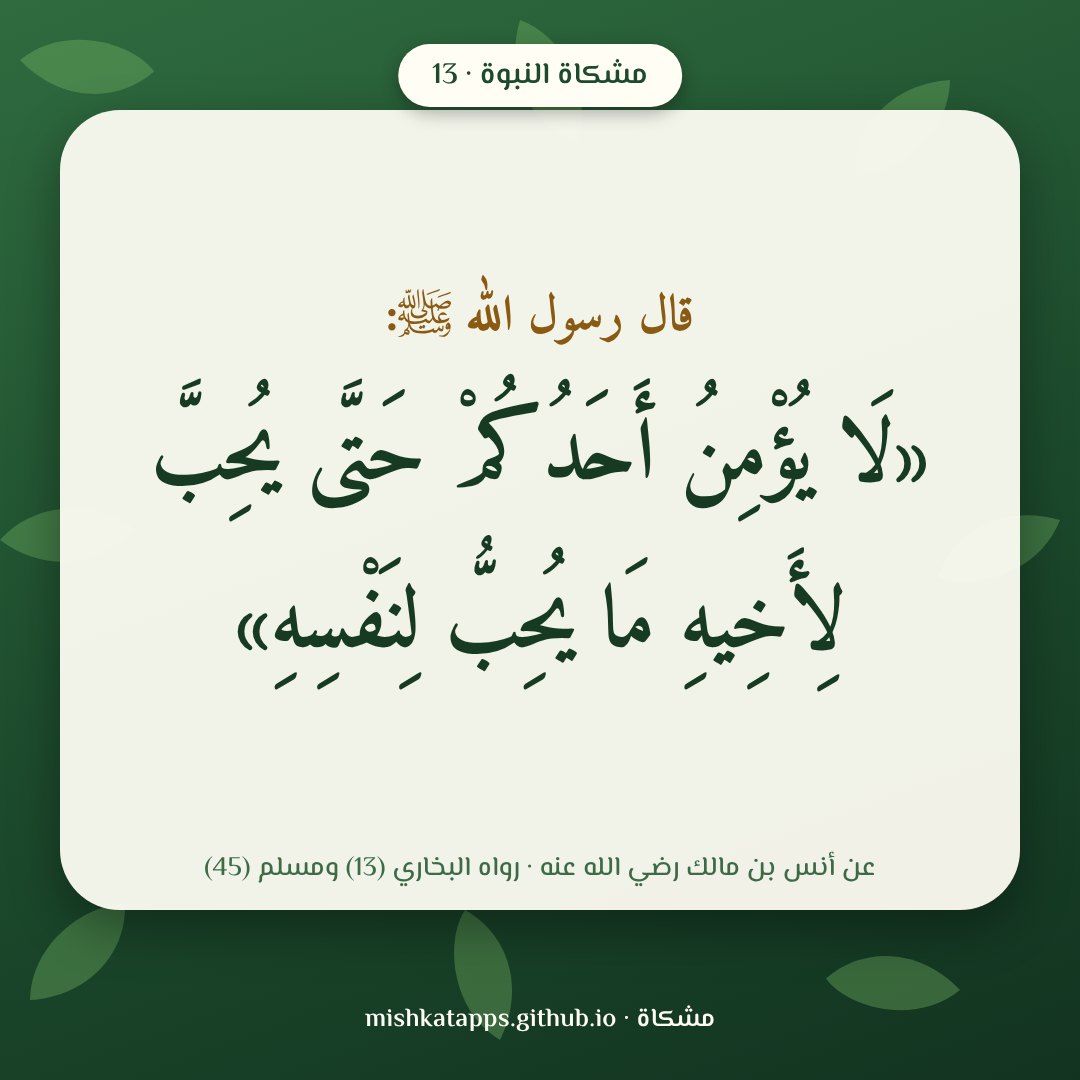 مشكاة النبوة · 13
قال رسول الله ﷺ:
«لَا يُؤْمِنُ أَحَدُكُمْ حَتَّى يُحِبَّ
لِأَخِيهِ مَا يُحِبُّ لِنَفْسِهِ»
عن أنس بن مالك رضي الله عنه · رواه البخاري (13) ومسلم (45)
مشكاة · mishkatapps.github.io